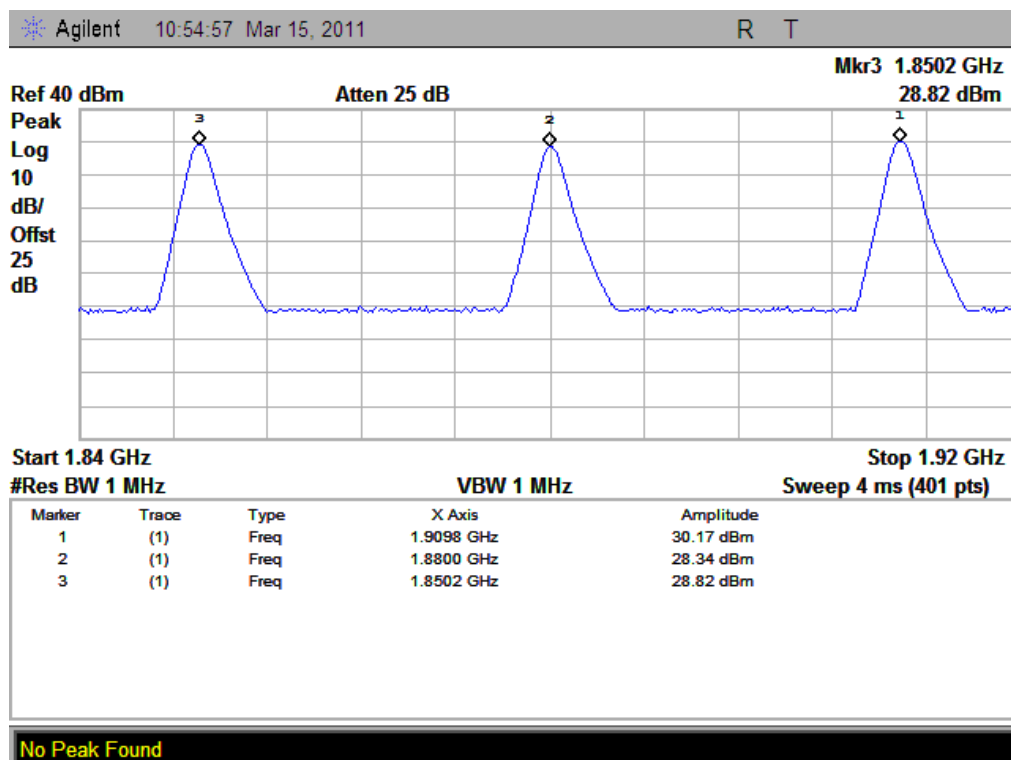 Agilent 10:54:57 Mar 15, 2011 R T
Mkr3 1.8502 GHz
Ref 40 dBm Atten 25 dB 28.82 dBm
Peak
Log
10
dB/
Offst
25
dB
3 2 1
Start 1.84 GHz Stop 1.92 GHz
#Res BW 1 MHz VBW 1 MHz Sweep 4 ms (401 pts)
Marker Trace Type X Axis Amplitude
1 (1) Freq 1.9098 GHz 30.17 dBm
2 (1) Freq 1.8800 GHz 28.34 dBm
3 (1) Freq 1.8502 GHz 28.82 dBm
No Peak Found